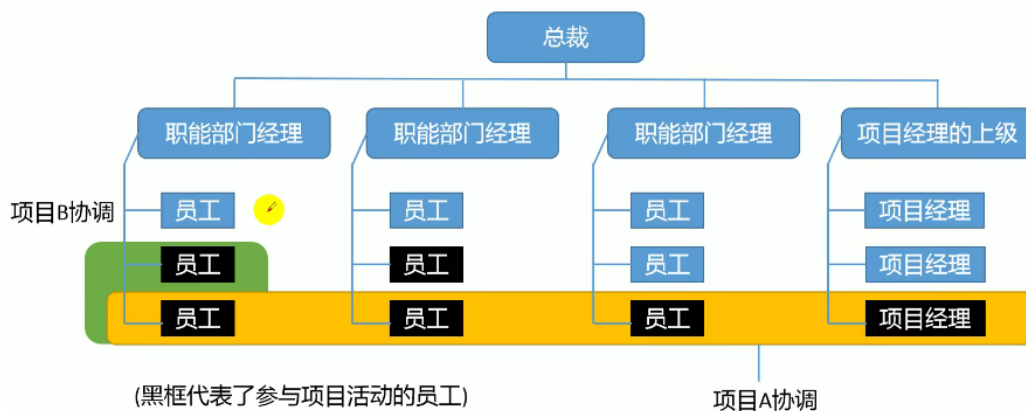 总裁
职能部门经理 职能部门经理 职能部门经理 项目经理的上级
项目B协调 员工 员工 员工 项目经理
员工 员工 员工 项目经理
员工 员工 员工 项目经理
(黑框代表了参与项目活动的员工) 项目A协调